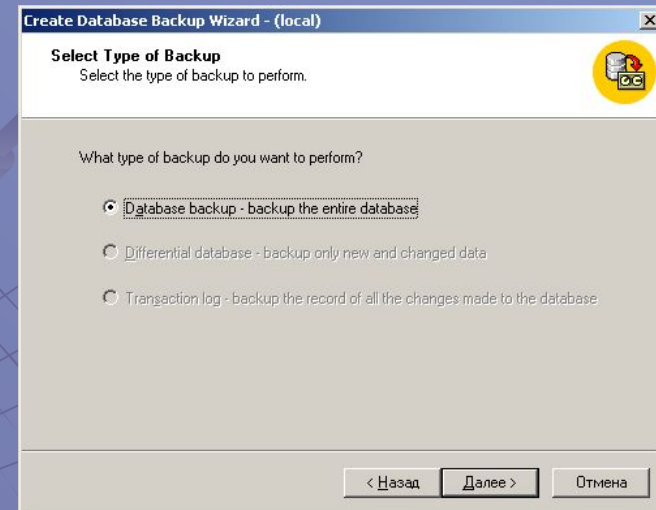 Create Database Backup Wizard - (local)
Select Type of Backup
Select the type of backup to perform.
What type of backup do you want to perform?
Database backup - backup the entire database
Differential database - backup only new and changed data
Transaction log - backup the record of all the changes made to the database
< Назад
Далее >
Отмена